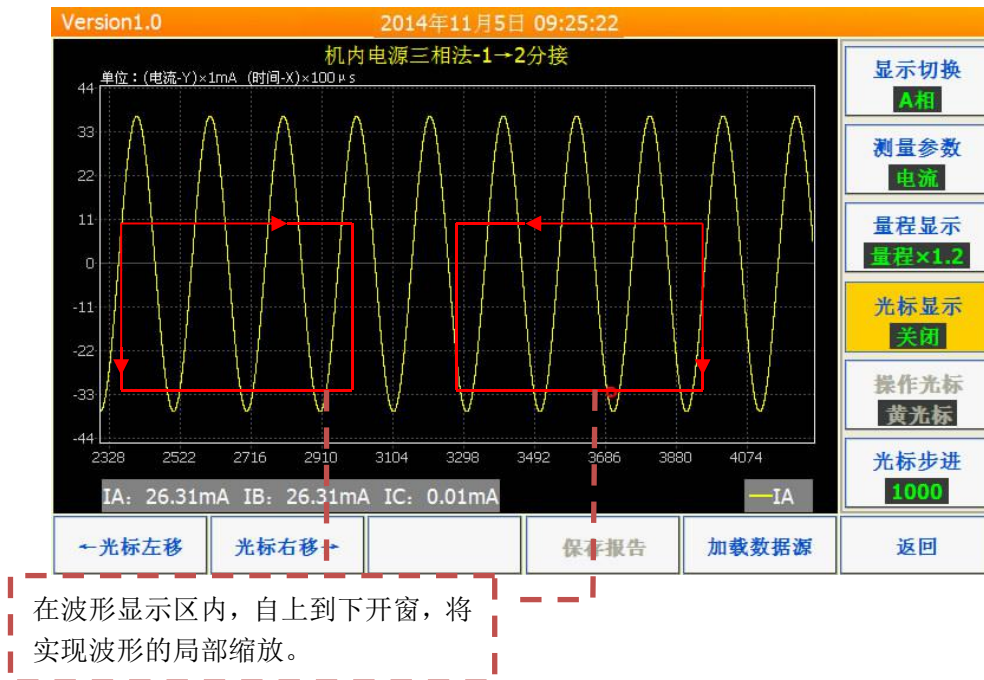 Version1.0 2014年11月5日 09:25:22
机内电源三相法-1→2分接
单位：(电流-Y)×1mA (时间-X)×100μs
44
33
22
11
0
-11
-22
-33
-44
2328 2522 2716 2910 3104 3298 3492 3686 3880 4074
IA: 26.31mA IB: 26.31mA IC: 0.01mA
IA
显示切换
A相
测量参数
电流
量程显示
量程×1.2
光标显示
关闭
操作光标
黄光标
光标步进
1000
←光标左移 光标右移→ 保存报告 加载数据源 返回
在波形显示区内，自上到下开窗，将
实现波形的局部缩放。